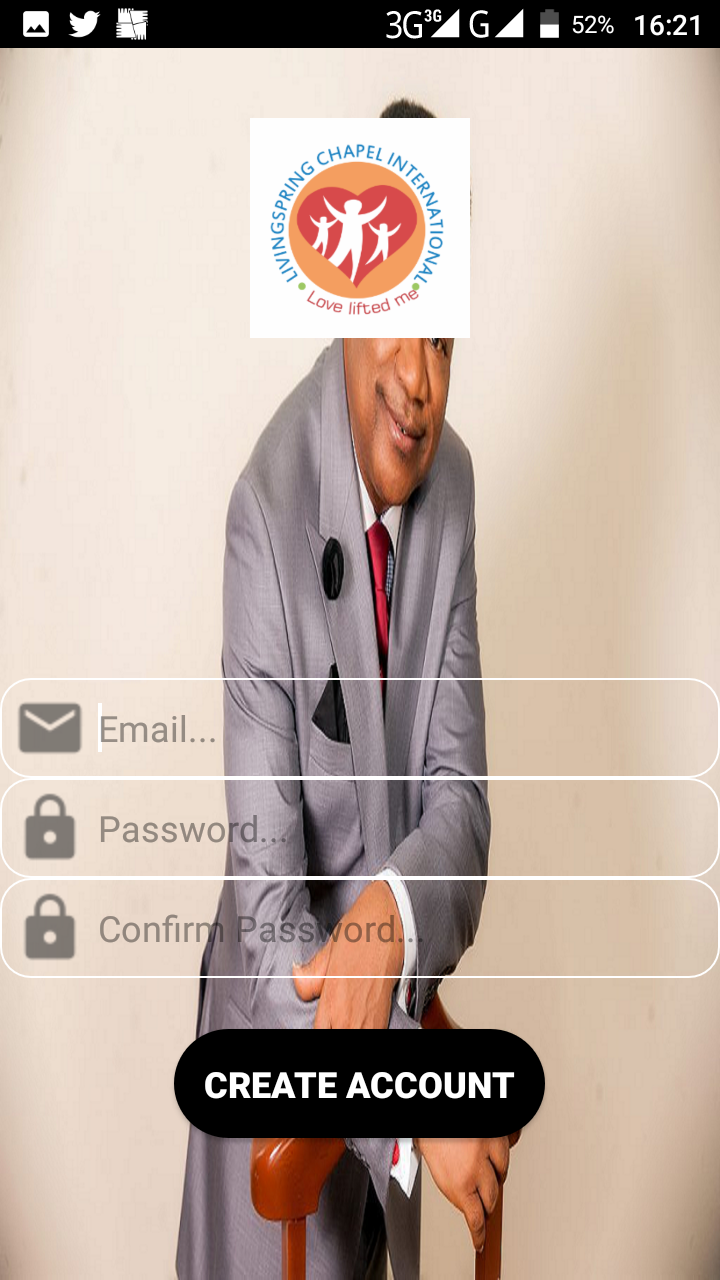 3G 3G G 52% 16:21
LIVINGSPRING CHAPEL INTERNATIONAL
Love lifted me
Email...
Password...
Confirm Password...
CREATE ACCOUNT